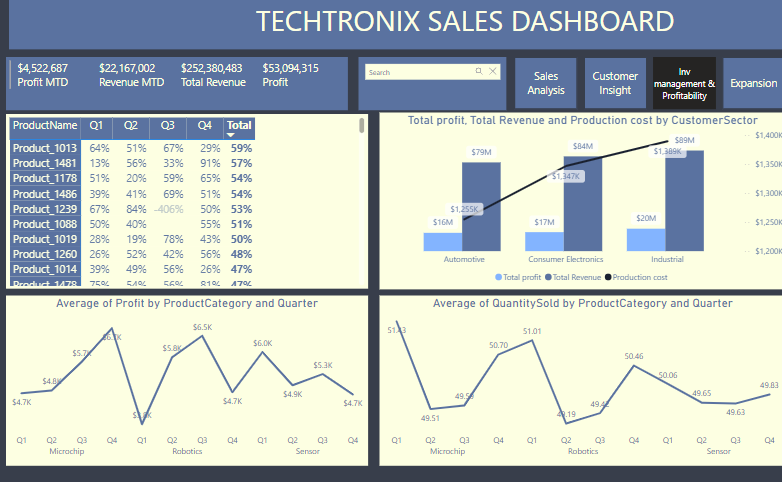 TECHTRONIX SALES DASHBOARD
$4,522,687 $22,167,002 $252,380,483 $53,094,315
Profit MTD Revenue MTD Total Revenue Profit
Search
Sales Analysis
Customer Insight
Inv management & Profitability
Expansion
ProductName Q1 Q2 Q3 Q4 Total
Product_1013 64% 51% 67% 29% 59%
Product_1481 13% 56% 33% 91% 57%
Product_1178 51% 20% 59% 65% 54%
Product_1486 39% 41% 69% 51% 54%
Product_1239 67% 84% -406% 50% 53%
Product_1088 50% 40% 55% 51%
Product_1019 28% 19% 78% 43% 50%
Product_1260 26% 52% 42% 56% 48%
Product_1014 39% 49% 56% 26% 47%
Product_1478 75% 54% 56% 81% 47%
Total profit, Total Revenue and Production cost by CustomerSector
$1,400K
$1,350K
$1,300K
$1,250K
$1,200K
$79M $84M $89M
$1,255K $1,347K $1,389K
$16M $17M $20M
Automotive Consumer Electronics Industrial
Total profit Total Revenue Production cost
Average of Profit by ProductCategory and Quarter
$4.7K $4.8K $5.7K $5.8K $6.5K $4.7K $6.0K $4.9K $5.3K $4.7K
Q1 Q2 Q3 Q4 Q1 Q2 Q3 Q4 Q1 Q2 Q3 Q4
Microchip Robotics Sensor
Average of QuantitySold by ProductCategory and Quarter
51.43 49.51 50.70 51.01 50.46 50.06 49.65 49.63 49.83
Q1 Q2 Q3 Q4 Q1 Q2 Q3 Q4 Q1 Q2 Q3 Q4
Microchip Robotics Sensor